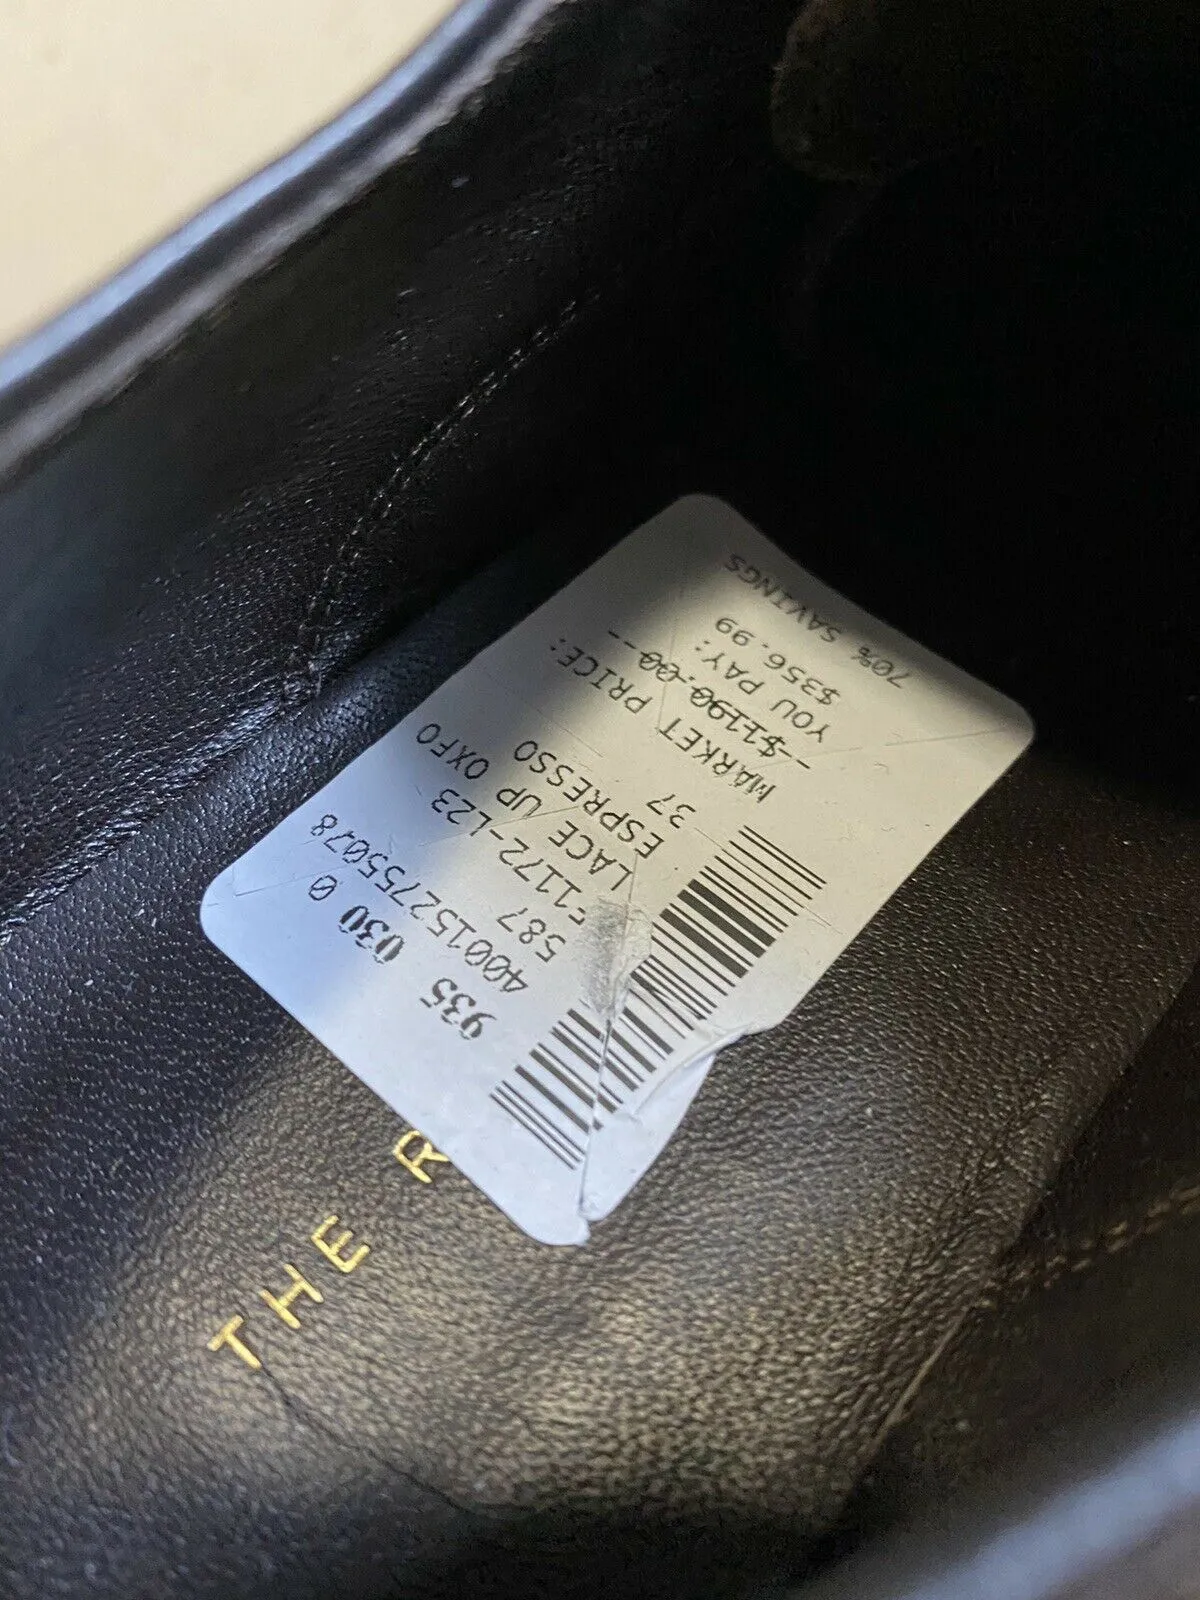 935 030 0
400152755078
587
F1172-L23
LACE UP OXFO
ESPRESSO
37
MARKET PRICE:
-$1190.00--
YOU PAY:
$356.99
70% SAVINGS
THE R